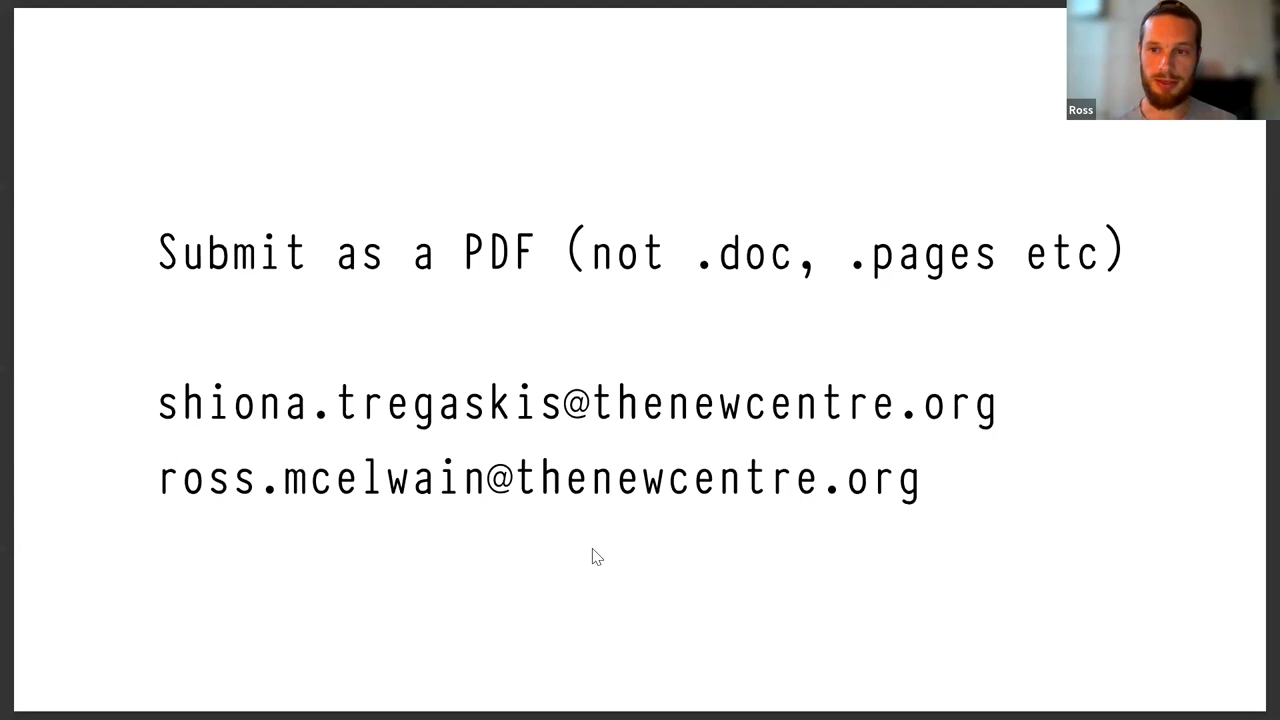 Ross
Submit as a PDF (not .doc, .pages etc)
shiona.tregaskis@thenewcentre.org
ross.mcelwain@thenewcentre.org